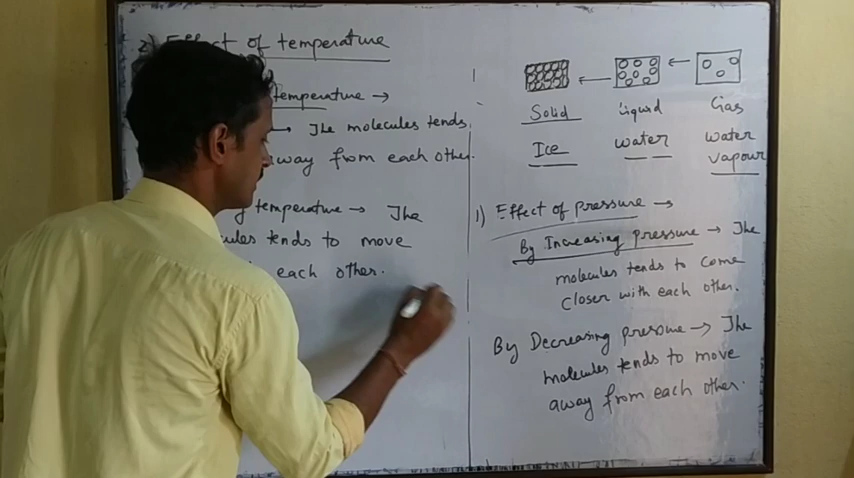 2) Effect of temperature
temperature →
→ The molecules tends
away from each other.
temperature → The
tends to move
each other.
Solid Liquid Gas
Ice water water
vapour
1) Effect of pressure →
By Increasing pressure → The
molecules tends to come
closer with each other.
By Decreasing pressure → The
molecules tends to move
away from each other.